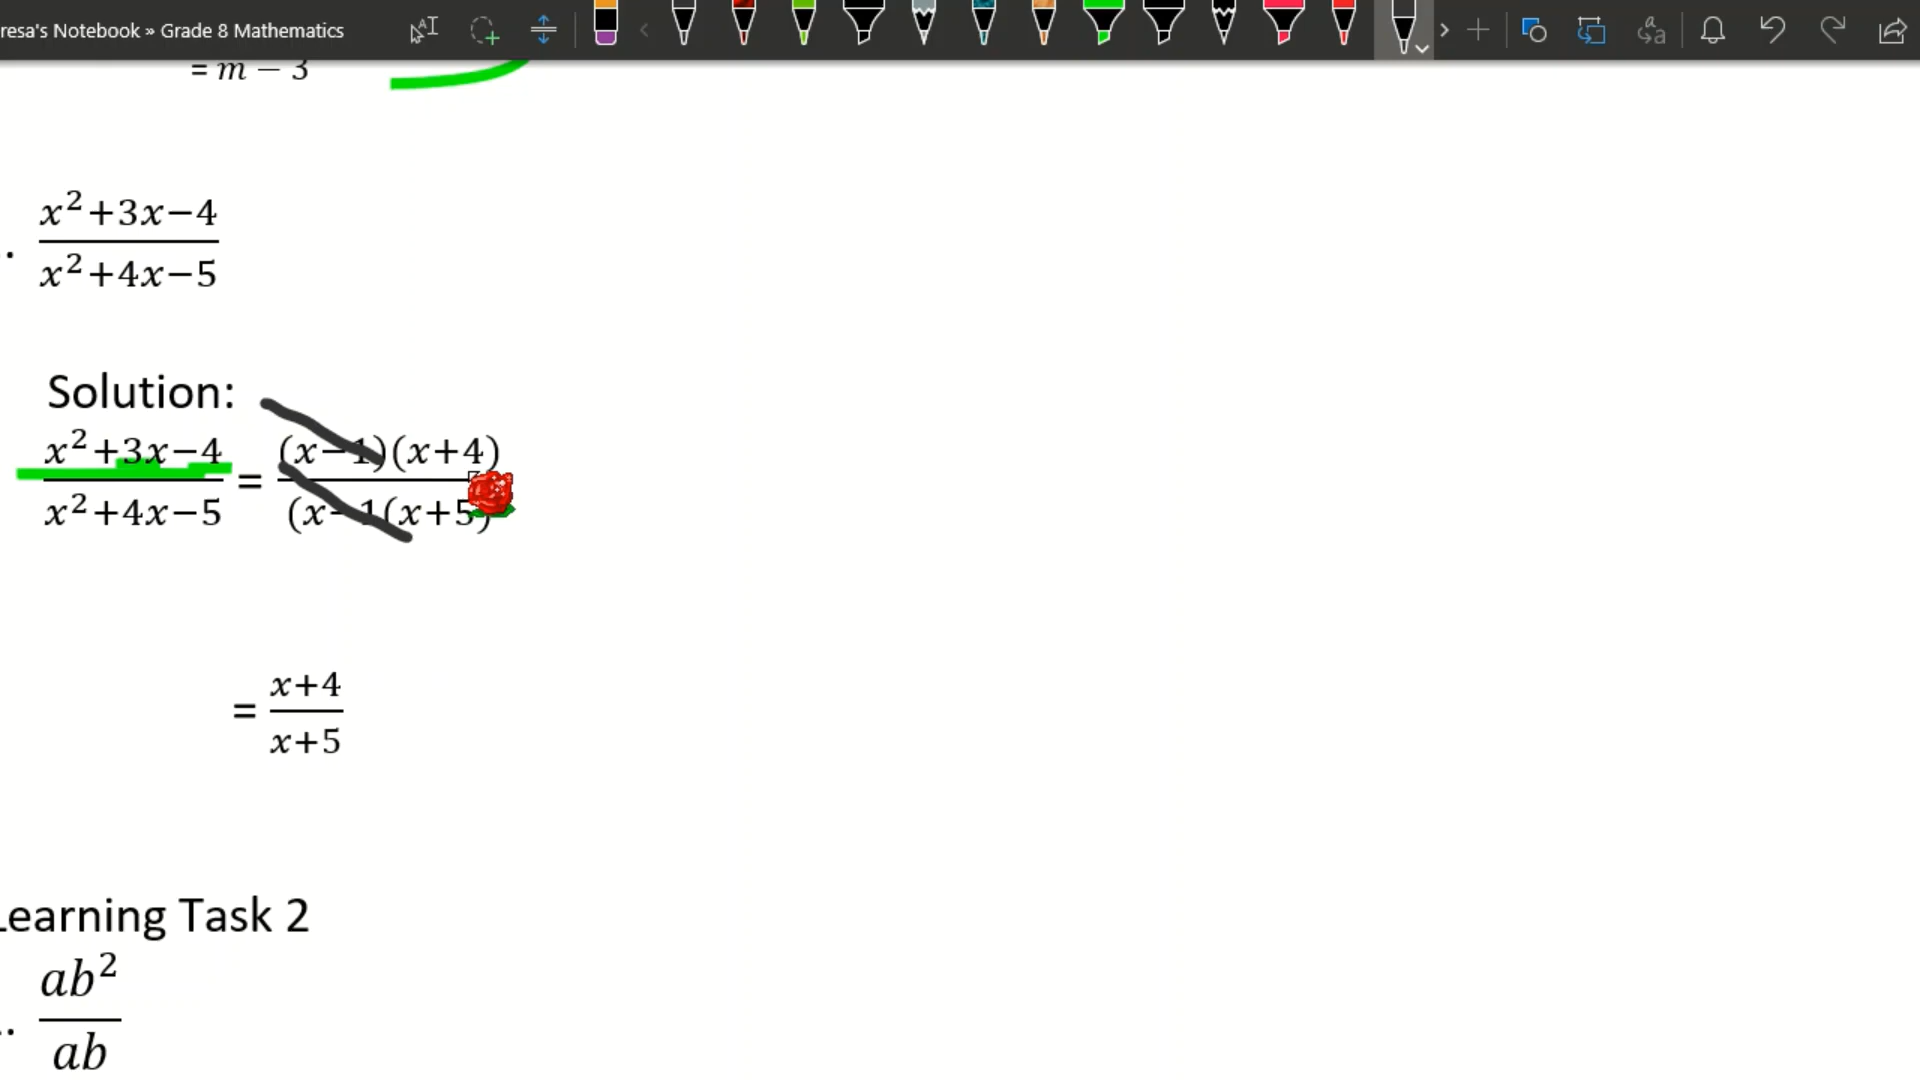 resa's Notebook » Grade 8 Mathematics
= m − 3
. x²+3x−4
x²+4x−5
Solution:
x²+3x−4 = (x−1)(x+4)
x²+4x−5 (x−1(x+5)
= x+4
x+5
Learning Task 2
. ab²
ab